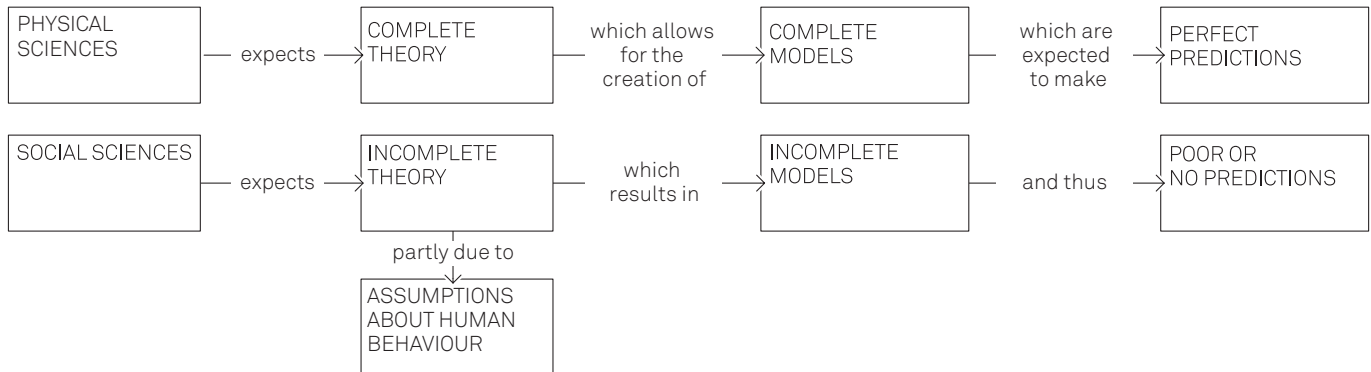 PHYSICAL
SCIENCES
expects
COMPLETE
THEORY
which allows
for the
creation of
COMPLETE
MODELS
which are
expected
to make
PERFECT
PREDICTIONS
SOCIAL SCIENCES
expects
INCOMPLETE
THEORY
which
results in
INCOMPLETE
MODELS
and thus
POOR OR
NO PREDICTIONS
partly due to
ASSUMPTIONS
ABOUT HUMAN
BEHAVIOUR